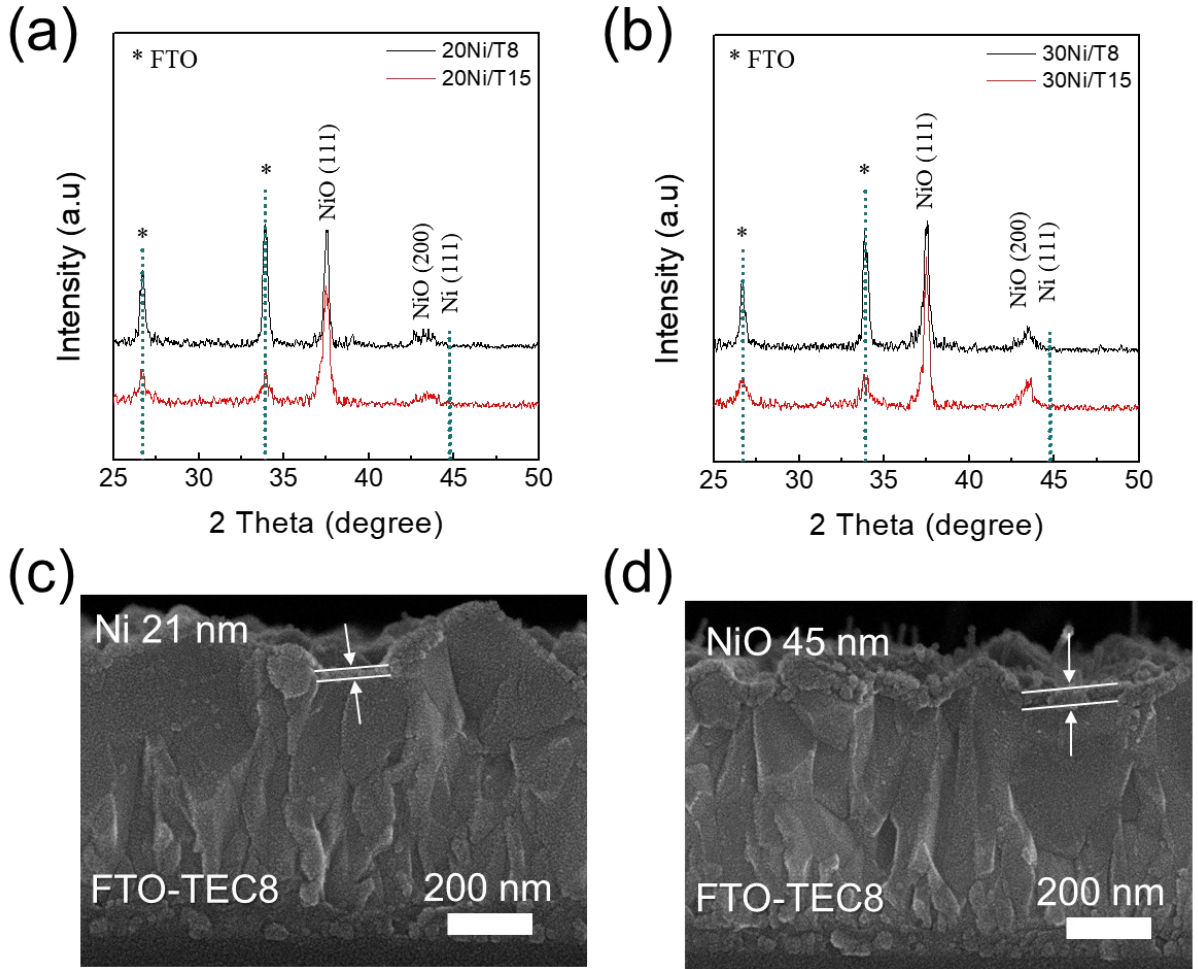 (a)
* FTO
20Ni/T8
20Ni/T15
*
*
NiO (111)
NiO (200)
Ni (111)
Intensity (a.u)
25 30 35 40 45 50
2 Theta (degree)
(b)
* FTO
30Ni/T8
30Ni/T15
*
*
NiO (111)
NiO (200)
Ni (111)
Intensity (a.u)
25 30 35 40 45 50
2 Theta (degree)
(c)
Ni 21 nm
FTO-TEC8
200 nm
(d)
NiO 45 nm
FTO-TEC8
200 nm